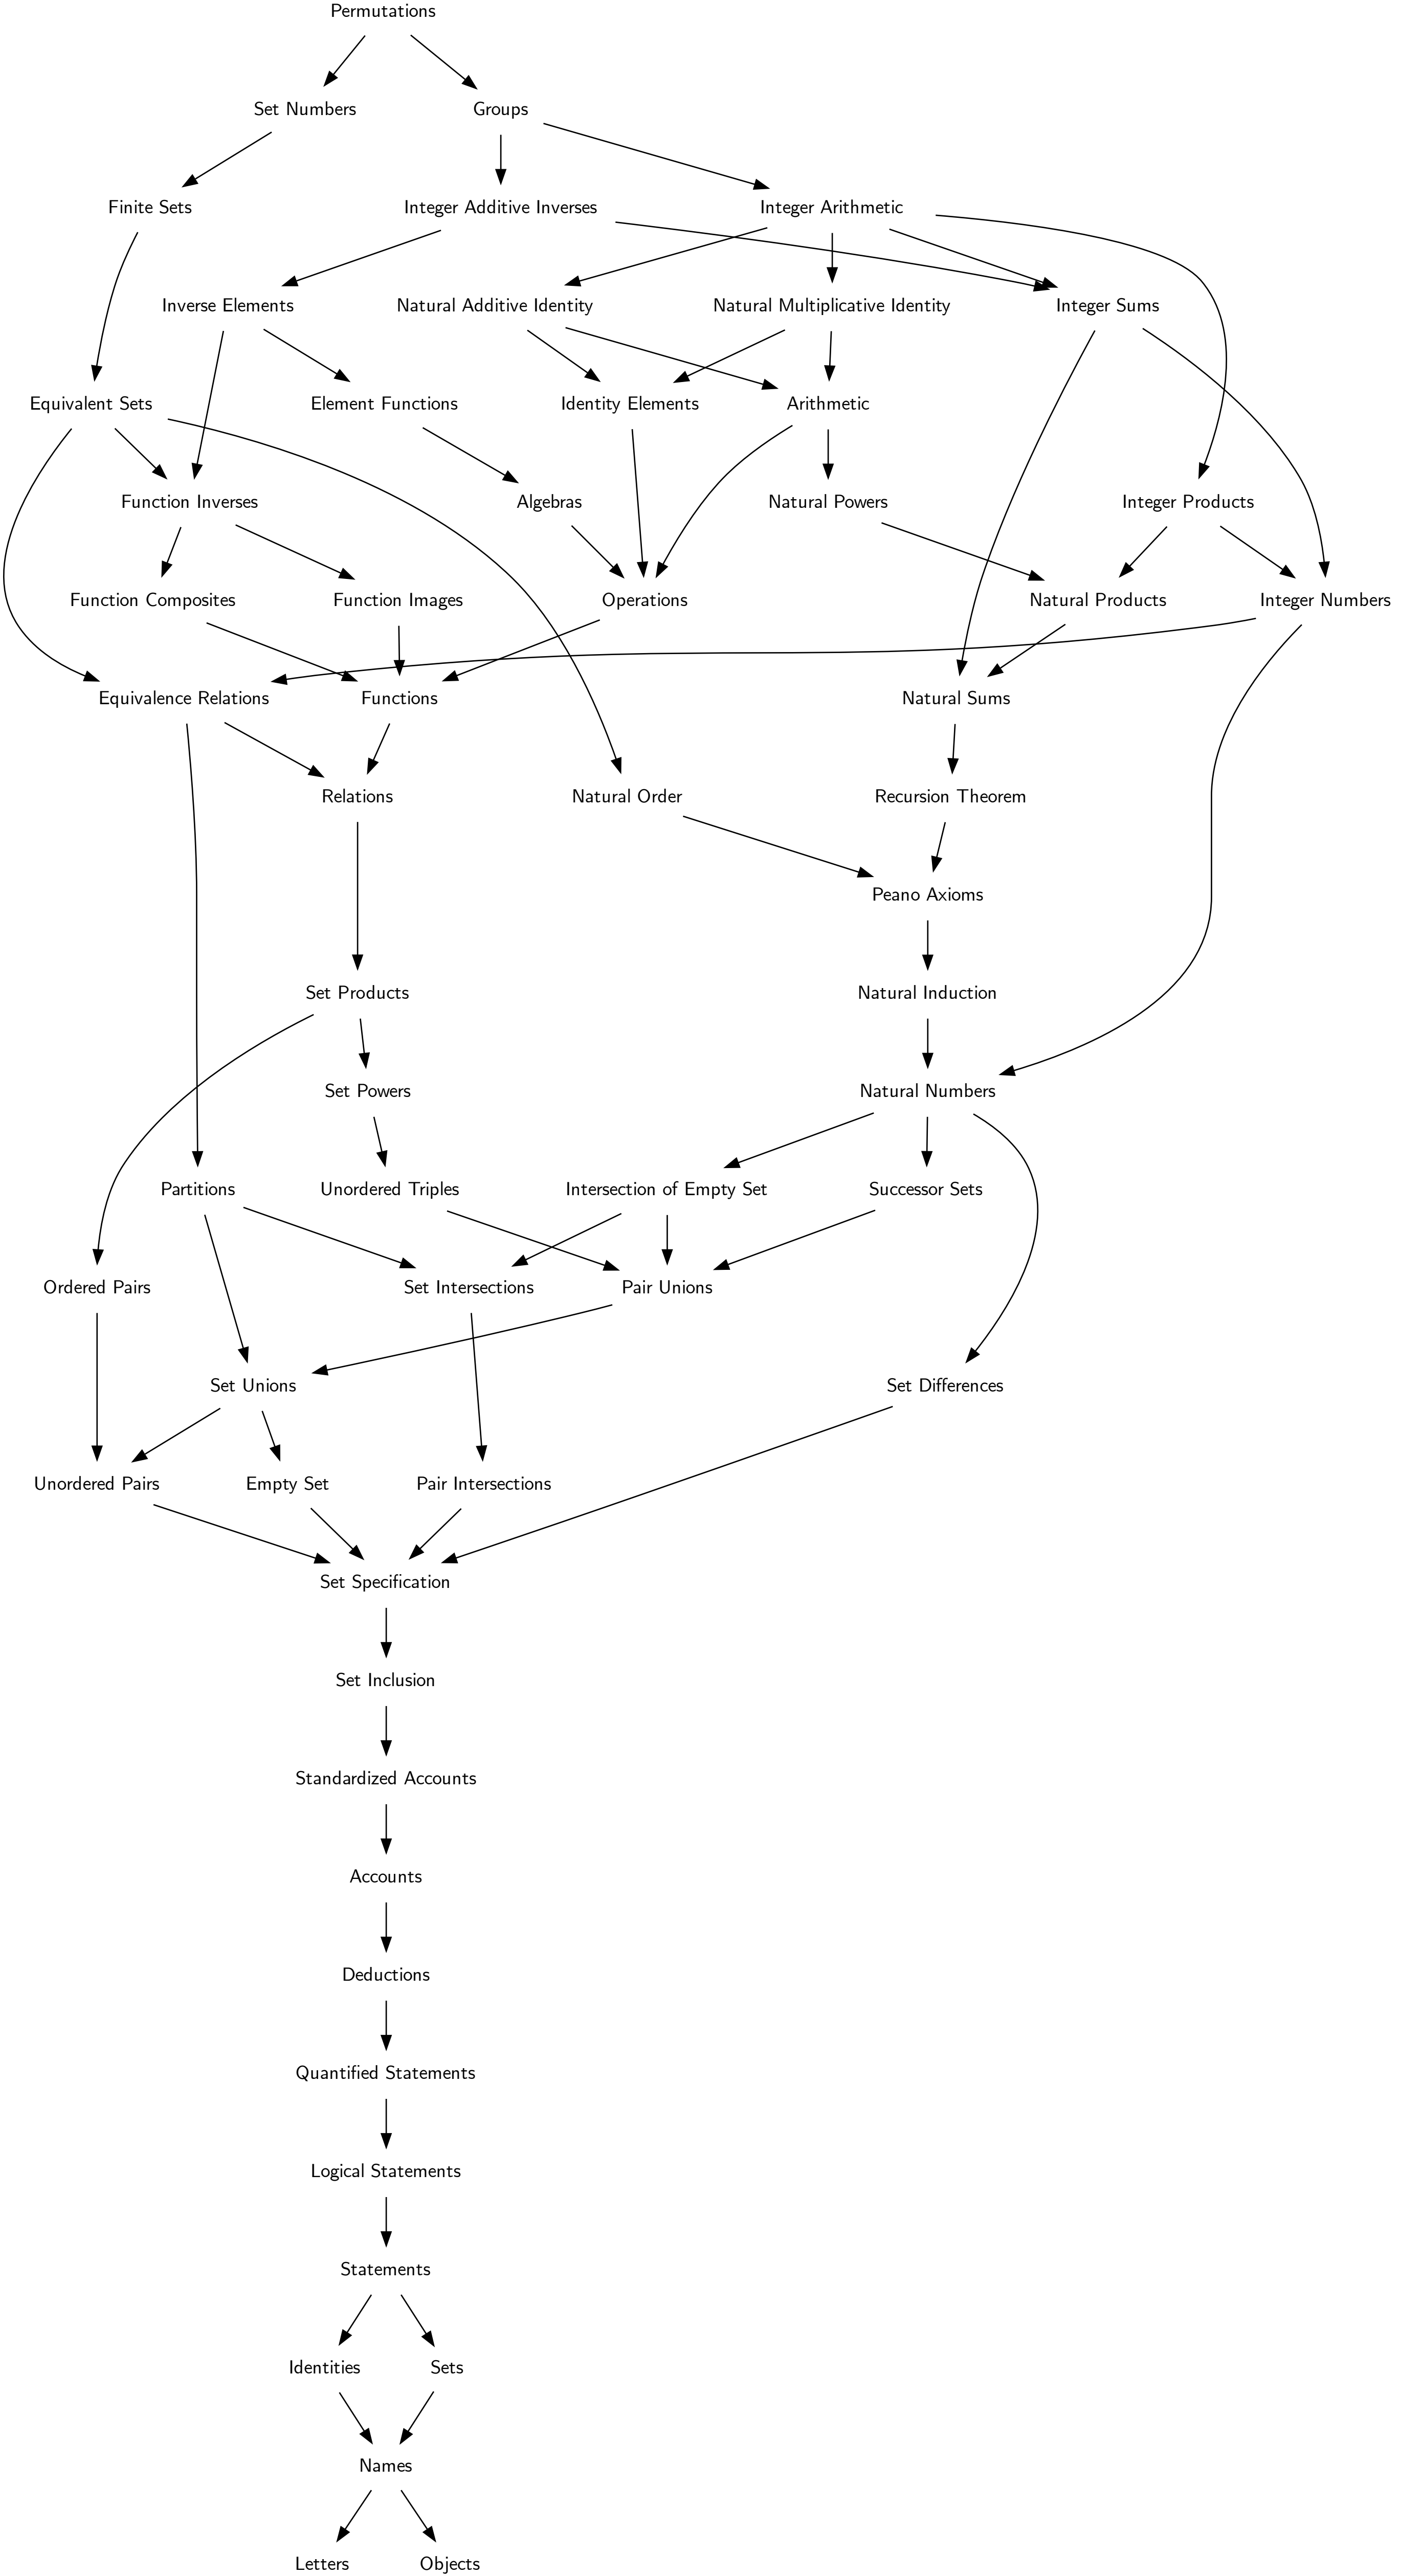 Permutations
Set Numbers
Groups
Finite Sets
Integer Additive Inverses
Integer Arithmetic
Inverse Elements
Natural Additive Identity
Natural Multiplicative Identity
Integer Sums
Equivalent Sets
Element Functions
Identity Elements
Arithmetic
Function Inverses
Algebras
Natural Powers
Integer Products
Function Composites
Function Images
Operations
Natural Products
Integer Numbers
Equivalence Relations
Functions
Natural Sums
Relations
Natural Order
Recursion Theorem
Peano Axioms
Set Products
Natural Induction
Set Powers
Natural Numbers
Partitions
Unordered Triples
Intersection of Empty Set
Successor Sets
Ordered Pairs
Set Intersections
Pair Unions
Set Unions
Set Differences
Unordered Pairs
Empty Set
Pair Intersections
Set Specification
Set Inclusion
Standardized Accounts
Accounts
Deductions
Quantified Statements
Logical Statements
Statements
Identities
Sets
Names
Letters
Objects